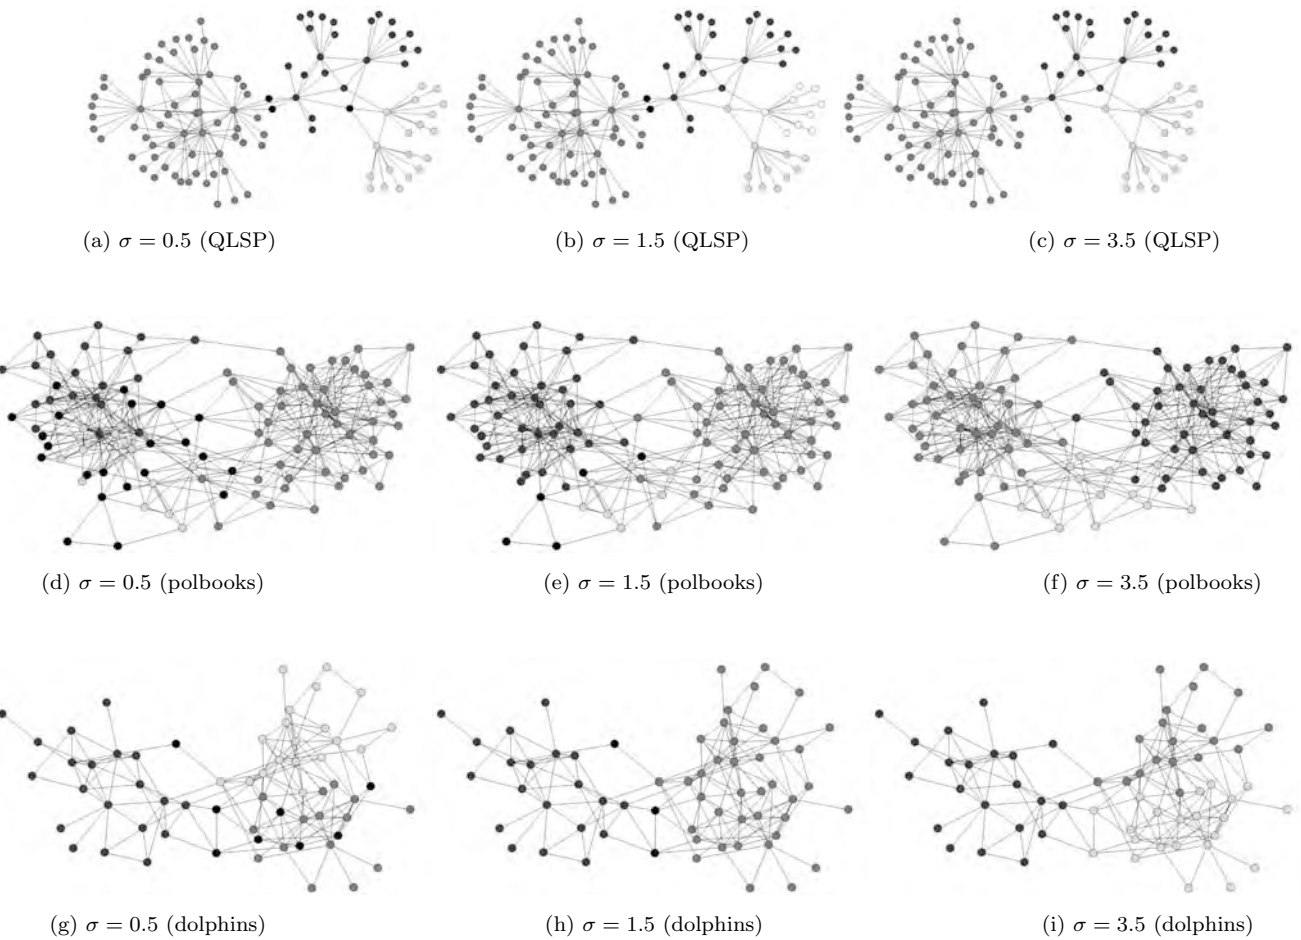 (a) σ = 0.5 (QLSP)
(b) σ = 1.5 (QLSP)
(c) σ = 3.5 (QLSP)
(d) σ = 0.5 (polbooks)
(e) σ = 1.5 (polbooks)
(f) σ = 3.5 (polbooks)
(g) σ = 0.5 (dolphins)
(h) σ = 1.5 (dolphins)
(i) σ = 3.5 (dolphins)